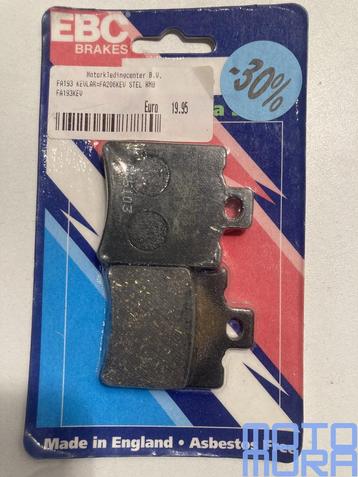 EBC
BRAKES
Motorkledingcenter B.V.
FA193 KEVLAR=FA206KEV STEL RMU
FA193KEV
Euro 19.95
-30%
Made in England • Asbestos Free
MOTO
MORA